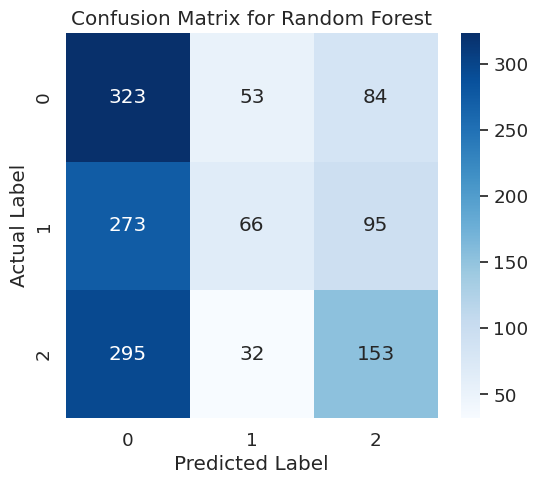 Confusion Matrix for Random Forest
Actual Label
0 323 53 84
1 273 66 95
2 295 32 153
0 1 2
Predicted Label
300
250
200
150
100
50